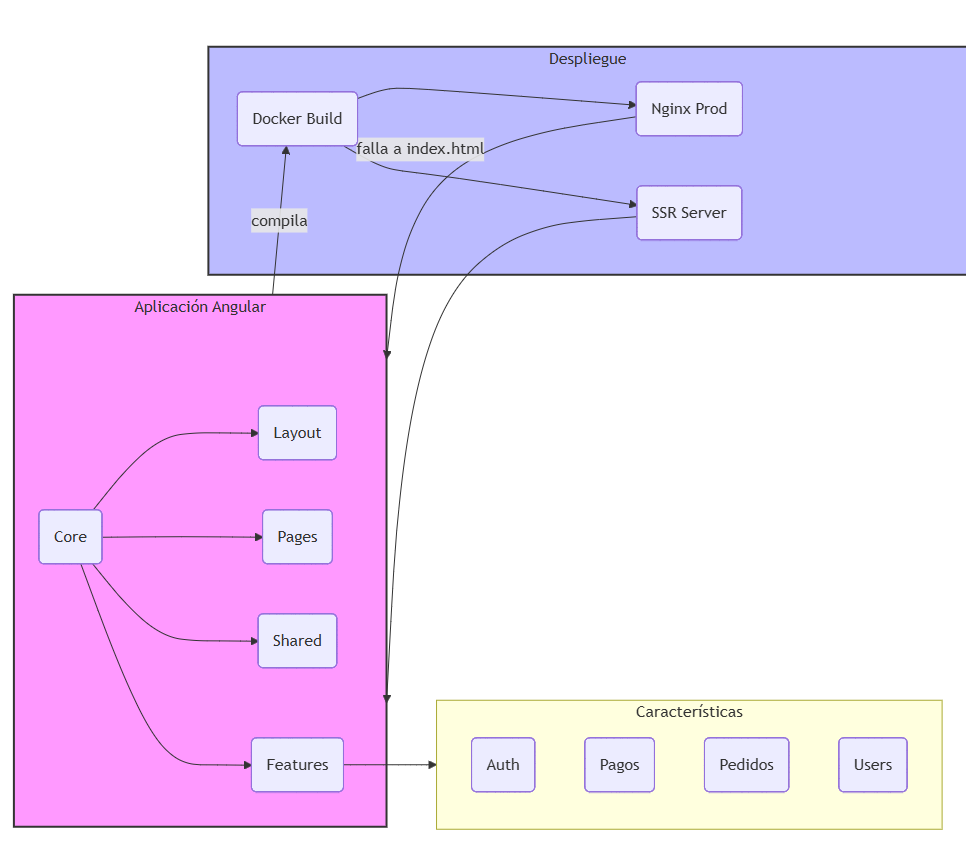 Despliegue
Docker Build
Nginx Prod
falla a index.html
SSR Server
compila
Aplicación Angular
Layout
Core
Pages
Shared
Features
Características
Auth
Pagos
Pedidos
Users